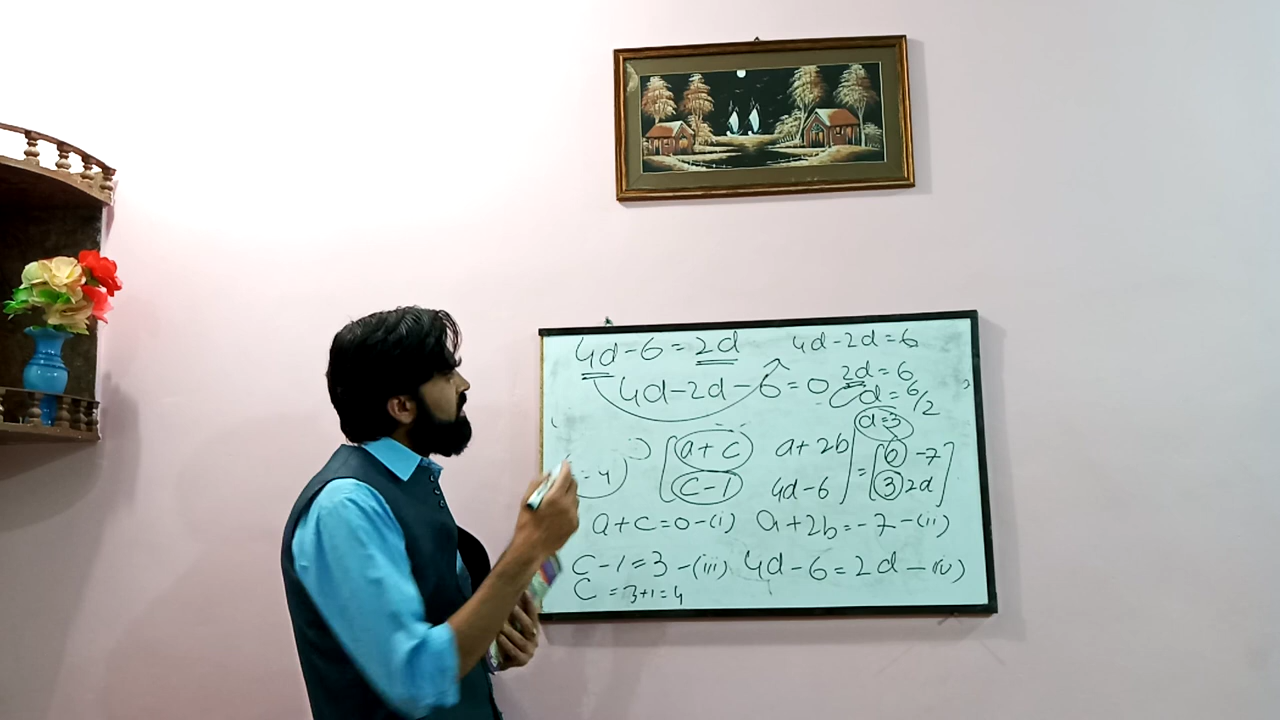 4d-6=2d
4d-2d=6
4d-2d-6=0
2d=6
d=6/2
d=3
=4)
i) [a+c a+2b
c-1 4d-6] = [0 -7
3 2d]
a+c=0-(i) a+2b=-7-(ii)
c-1=3-(iii) 4d-6=2d-(iv)
C=3+1=4